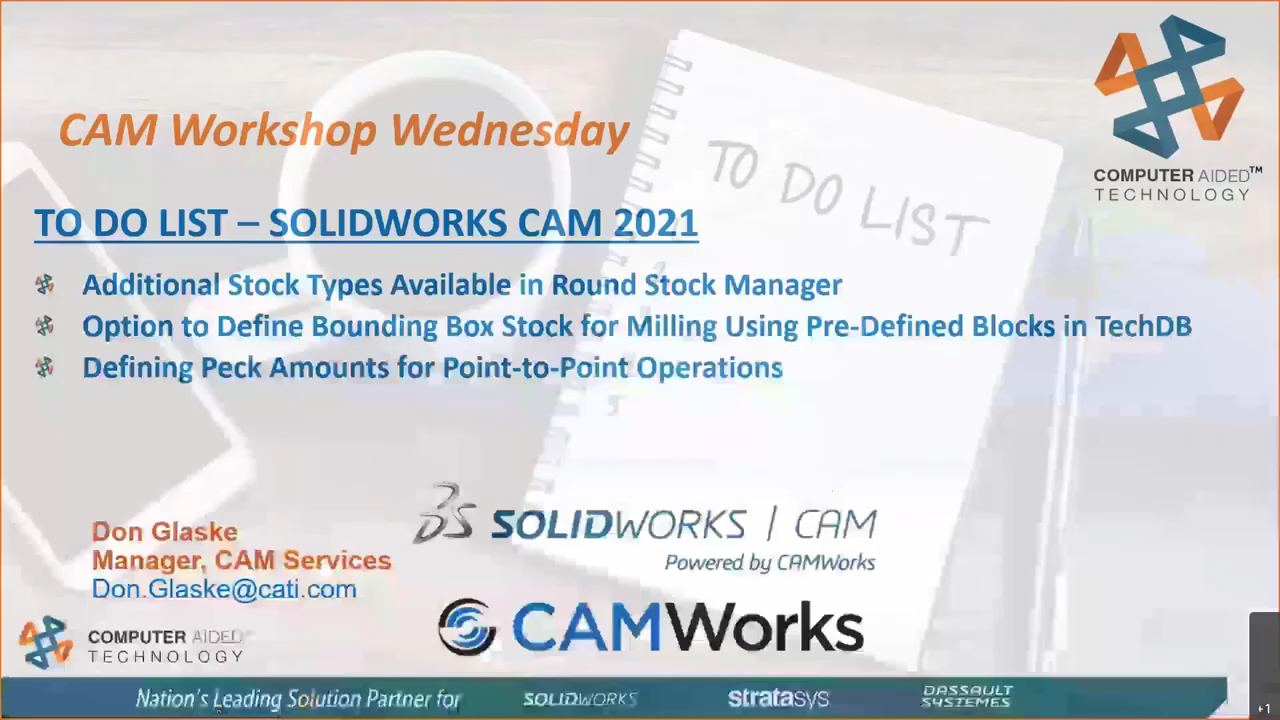 CAM Workshop Wednesday
TO DO LIST
COMPUTER AIDED™
TECHNOLOGY
TO DO LIST – SOLIDWORKS CAM 2021
Additional Stock Types Available in Round Stock Manager
Option to Define Bounding Box Stock for Milling Using Pre-Defined Blocks in TechDB
Defining Peck Amounts for Point-to-Point Operations
Don Glaske
Manager, CAM Services
Don.Glaske@cati.com
SOLIDWORKS | CAM
Powered by CAMWorks
CAMWorks
COMPUTER AIDED™
TECHNOLOGY
Nation's Leading Solution Partner for
SOLIDWORKS
stratasys
DASSAULT
SYSTEMES
+1